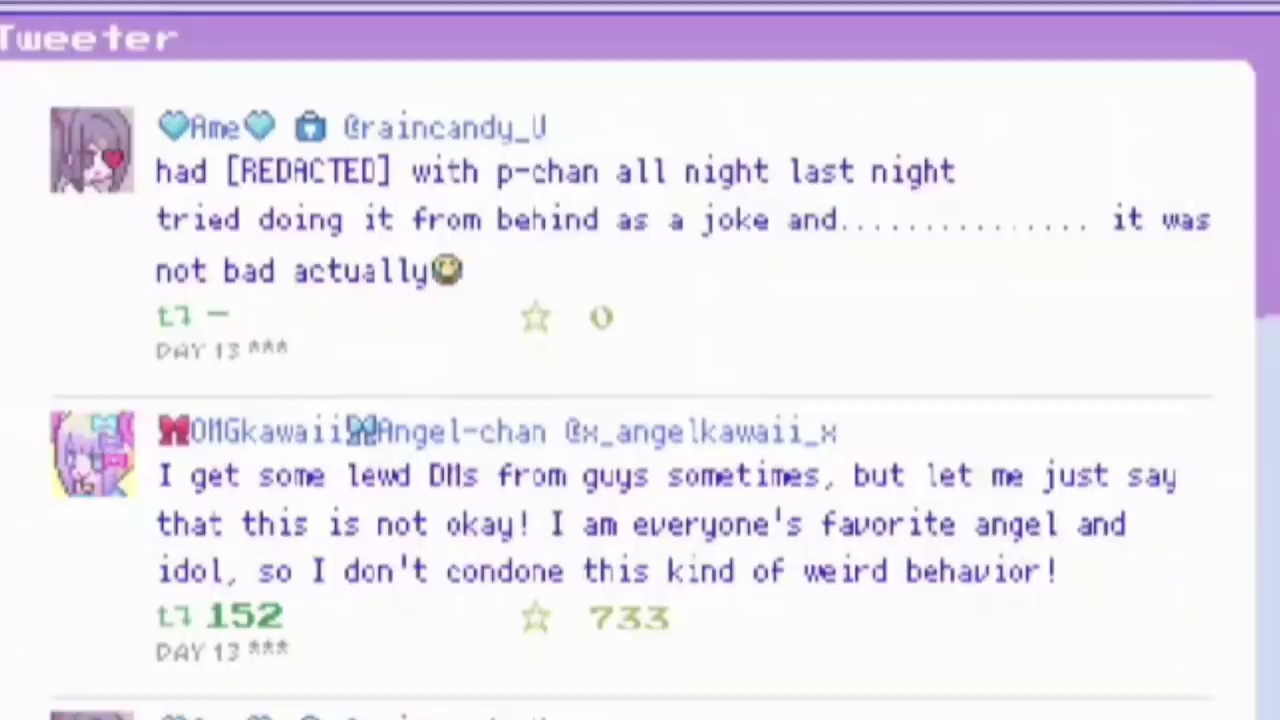 Tweeter
Ame @raincandy_U
had [REDACTED] with p-chan all night last night
tried doing it from behind as a joke and............... it was
not bad actually
— 0
DAY 13 ***
OMGkawaii Angel-chan @x_angelkawaii_x
I get some lewd DMs from guys sometimes, but let me just say
that this is not okay! I am everyone's favorite angel and
idol, so I don't condone this kind of weird behavior!
152 733
DAY 13 ***